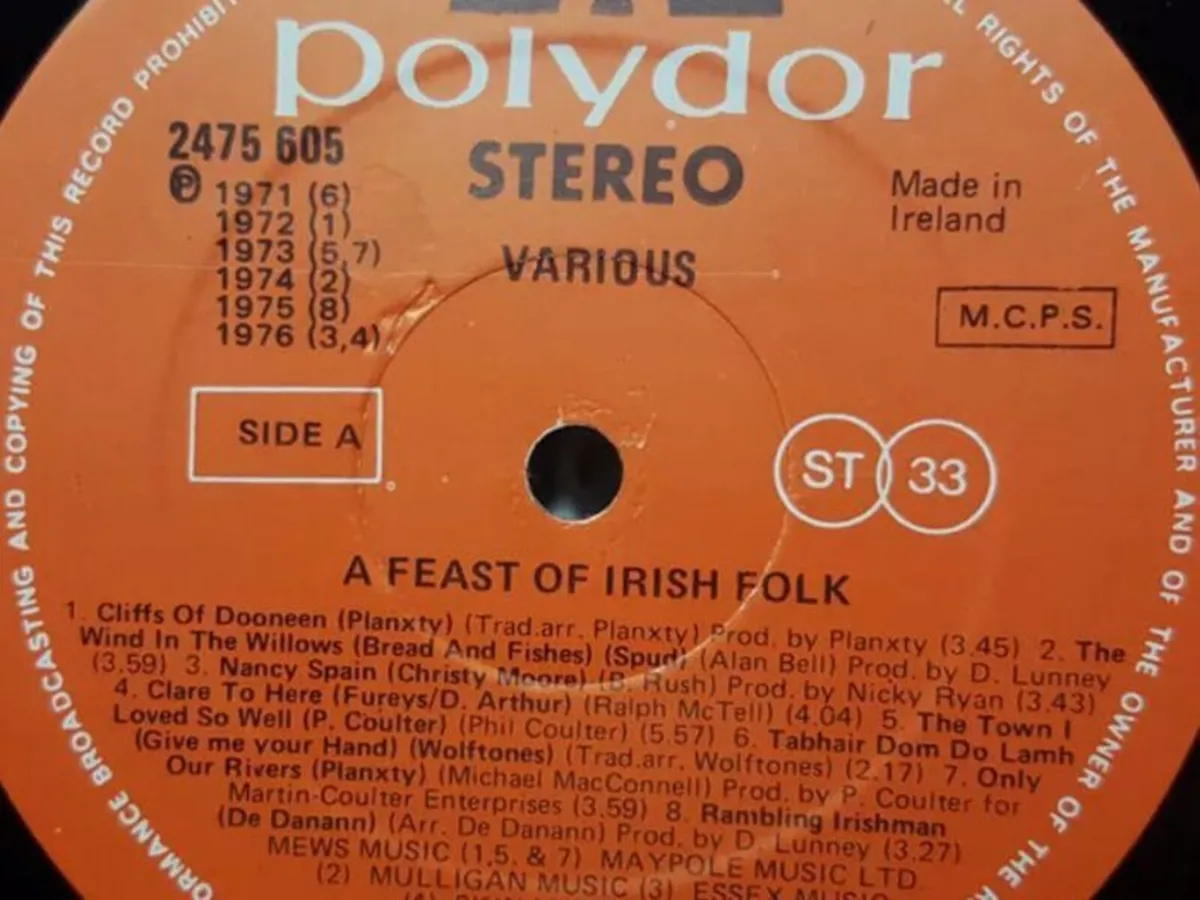 polydor
2475 605
STEREO
℗ 1971 (6)
1972 (1)
1973 (5,7)
1974 (2)
1975 (8)
1976 (3,4)
VARIOUS
Made in
Ireland
M.C.P.S.
SIDE A
ST 33
A FEAST OF IRISH FOLK
1. Cliffs Of Dooneen (Planxty) (Trad.arr. Planxty) Prod. by Planxty (3.45) 2. The
Wind In The Willows (Bread And Fishes) (Spud) (Alan Bell) Prod. by D. Lunney
(3.59) 3. Nancy Spain (Christy Moore) (B. Rush) Prod. by Nicky Ryan (3.43)
4. Clare To Here (Fureys/D. Arthur) (Ralph McTell) (4.04) 5. The Town I
Loved So Well (P. Coulter) (Phil Coulter) (5.57) 6. Tabhair Dom Do Lamh
(Give me your Hand) (Wolftones) (Trad.arr. Wolftones) (2.17) 7. Only
Our Rivers (Planxty) (Michael MacConnell) Prod. by P. Coulter for
Martin-Coulter Enterprises (3.59) 8. Rambling Irishman
(De Danann) (Arr. De Danann) Prod. by D. Lunney (3.27)
MEWS MUSIC (1,5. & 7) MAYPOLE MUSIC LTD
(2) MULLIGAN MUSIC (3) ESSEX MUSIC
ORMANCE BROADCASTING AND COPYING OF THIS RECORD PROHIBIT
L RIGHTS OF THE MANUFACTURER AND OF THE OWNER OF THE R